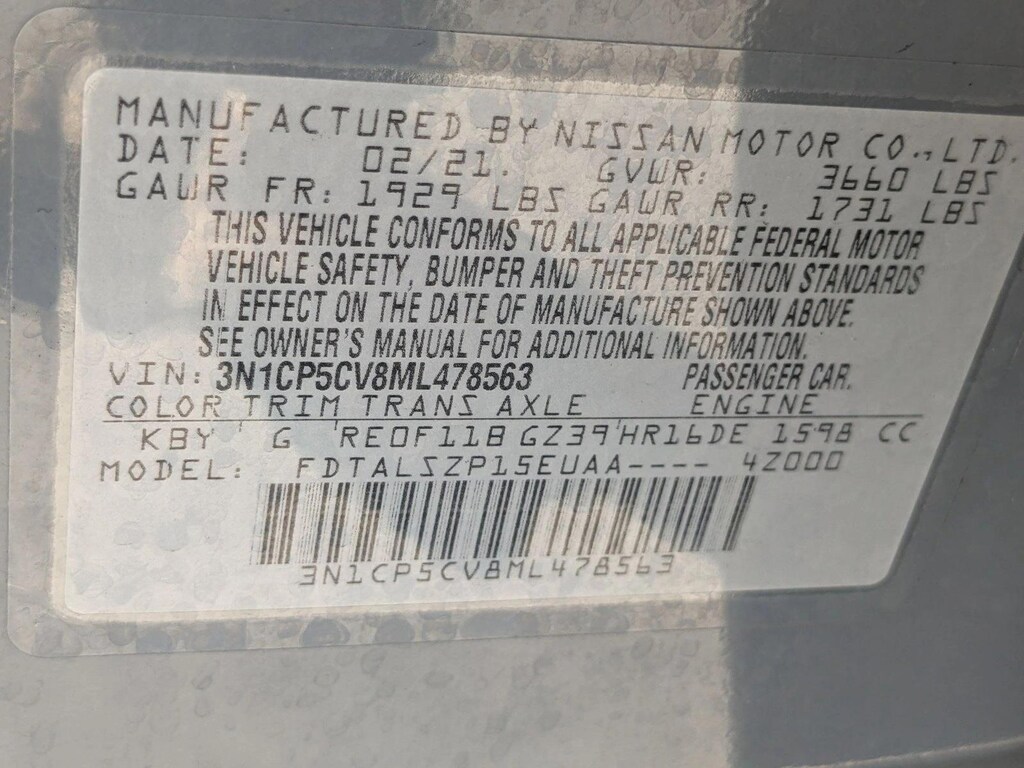 MANUFACTURED BY NISSAN MOTOR CO., LTD.
DATE: 02/21. GVWR: 3660 LBS
GAWR FR: 1929 LBS GAWR RR: 1731 LBS
THIS VEHICLE CONFORMS TO ALL APPLICABLE FEDERAL MOTOR
VEHICLE SAFETY, BUMPER AND THEFT PREVENTION STANDARDS
IN EFFECT ON THE DATE OF MANUFACTURE SHOWN ABOVE.
SEE OWNER'S MANUAL FOR ADDITIONAL INFORMATION.
VIN: 3N1CP5CV8ML478563 PASSENGER CAR.
COLOR TRIM TRANS AXLE ENGINE
KBY ' G 'RE0F11B GZ39'HR16DE 1598 CC
MODEL: FDTALSZP15EUAA---- 4Z000
3N1CP5CV8ML478563